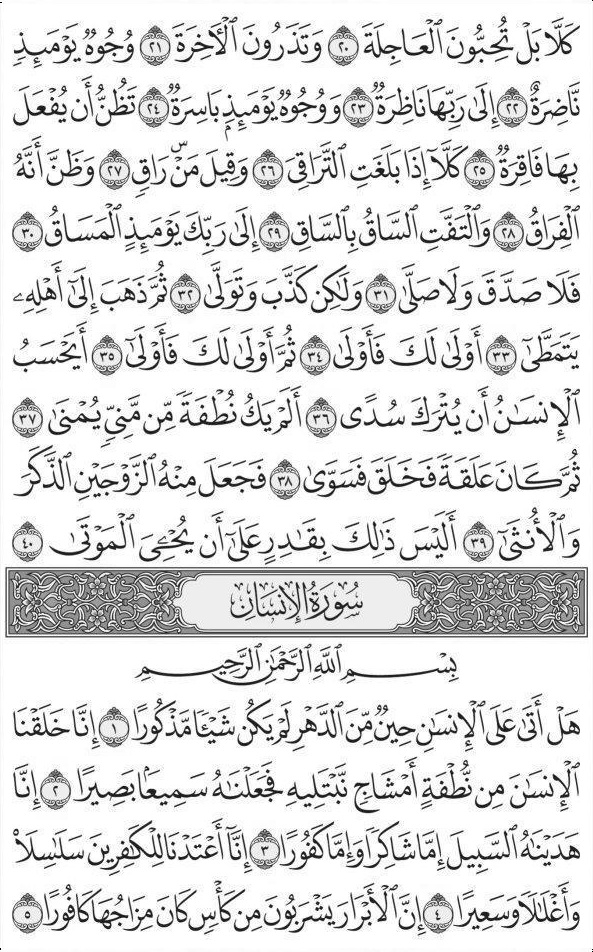 كَلَّا بَلْ تُحِبُّونَ ٱلْعَاجِلَةَ ٢٠ وَتَذَرُونَ ٱلْأٓخِرَةَ ٢١ وُجُوهٞ يَوْمَئِذٖ
نَّاضِرَةٌ ٢٢ إِلَىٰ رَبِّهَا نَاظِرَةٞ ٢٣ وَوُجُوهٞ يَوْمَئِذِۭ بَاسِرَةٞ ٢٤ تَظُنُّ أَن يُفْعَلَ
بِهَا فَاقِرَةٞ ٢٥ كَلَّآ إِذَا بَلَغَتِ ٱلتَّرَاقِيَ ٢٦ وَقِيلَ مَنْۜ رَاقٖ ٢٧ وَظَنَّ أَنَّهُ
ٱلْفِرَاقُ ٢٨ وَٱلْتَفَّتِ ٱلسَّاقُ بِٱلسَّاقِ ٢٩ إِلَىٰ رَبِّكَ يَوْمَئِذٍ ٱلْمَسَاقُ ٣٠
فَلَا صَدَّقَ وَلَا صَلَّىٰ ٣١ وَلَٰكِن كَذَّبَ وَتَوَلَّىٰ ٣٢ ثُمَّ ذَهَبَ إِلَىٰٓ أَهْلِهِۦ
يَتَمَطَّىٰٓ ٣٣ أَوْلَىٰ لَكَ فَأَوْلَىٰ ٣٤ ثُمَّ أَوْلَىٰ لَكَ فَأَوْلَىٰٓ ٣٥ أَيَحْسَبُ
ٱلْإِنسَٰنُ أَن يُتْرَكَ سُدًى ٣٦ أَلَمْ يَكُ نُطْفَةٗ مِّن مَّنِيّٖ يُمْنَىٰ ٣٧
ثُمَّ كَانَ عَلَقَةٗ فَخَلَقَ فَسَوَّىٰ ٣٨ فَجَعَلَ مِنْهُ ٱلزَّوْجَيْنِ ٱلذَّكَرَ
وَٱلْأُنثَىٰٓ ٣٩ أَلَيْسَ ذَٰلِكَ بِقَٰدِرٍ عَلَىٰٓ أَن يُحْـِۧيَ ٱلْمَوْتَىٰ ٤٠
سُورَةُ الإِنسَانِ
بِسْمِ ٱللَّهِ ٱلرَّحْمَٰنِ ٱلرَّحِيمِ
هَلْ أَتَىٰ عَلَى ٱلْإِنسَٰنِ حِينٞ مِّنَ ٱلدَّهْرِ لَمْ يَكُن شَيْـٔٗا مَّذْكُورًا ١ إِنَّا خَلَقْنَا
ٱلْإِنسَٰنَ مِن نُّطْفَةٍ أَمْشَاجٖ نَّبْتَلِيهِ فَجَعَلْنَٰهُ سَمِيعَۢا بَصِيرًا ٢ إِنَّا
هَدَيْنَٰهُ ٱلسَّبِيلَ إِمَّا شَاكِرٗا وَإِمَّا كَفُورًا ٣ إِنَّآ أَعْتَدْنَا لِلْكَٰفِرِينَ سَلَٰسِلَاْ
وَأَغْلَٰلٗا وَسَعِيرًا ٤ إِنَّ ٱلْأَبْرَارَ يَشْرَبُونَ مِن كَأْسٖ كَانَ مِزَاجُهَا كَافُورًا ٥